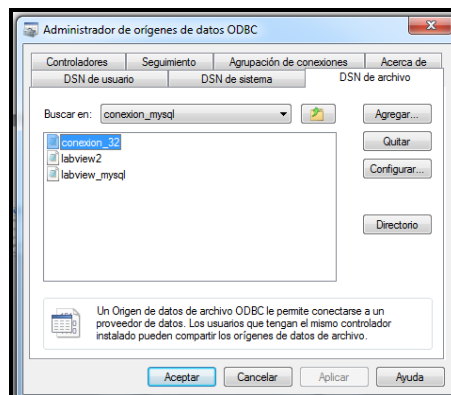 Administrador de orígenes de datos ODBC
Controladores Seguimiento Agrupación de conexiones Acerca de
DSN de usuario DSN de sistema DSN de archivo
Buscar en: conexion_mysql Agregar...
conexion_32 Quitar
labview2
labview_mysql Configurar...
Directorio
Un Origen de datos de archivo ODBC le permite conectarse a un
proveedor de datos. Los usuarios que tengan el mismo controlador
instalado pueden compartir los orígenes de datos de archivo.
Aceptar Cancelar Aplicar Ayuda